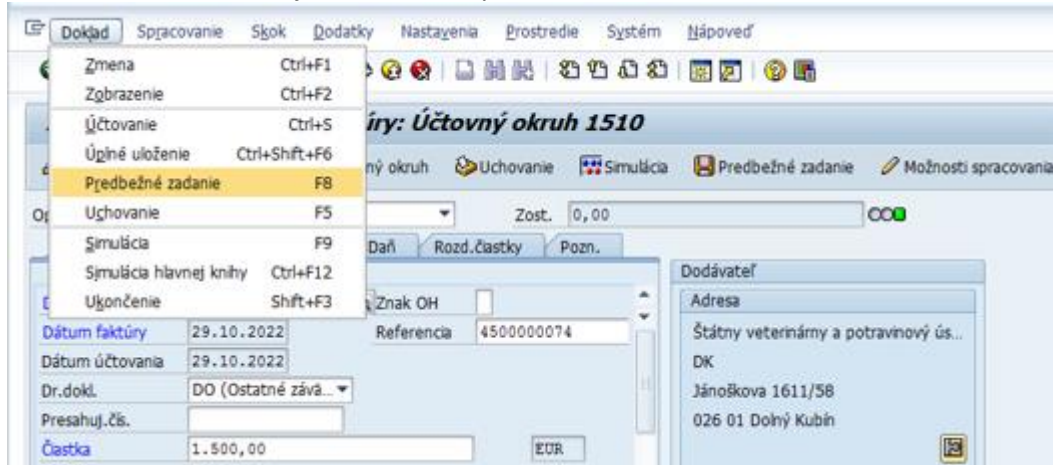 Doklad Spracovanie Skok Dodatky Nastavenia Prostredie Systém Nápoveď
Zmena Ctrl+F1
Zobrazenie Ctrl+F2
Účtovanie Ctrl+S
íry: Účtovný okruh 1510
Úplné uloženie Ctrl+Shift+F6
ný okruh Uchovanie Simulácia Predbežné zadanie Možnosti spracovania
Predbežné zadanie F8
Uchovanie F5
Zost. 0,00
Simulácia F9
Daň Rozd.čiastky Pozn.
Simulácia hlavnej knihy Ctrl+F12
Ukončenie Shift+F3
Znak OH
Dátum faktúry 29.10.2022 Referencia 4500000074
Dátum účtovania 29.10.2022
Dr.dokl. DO (Ostatné závä...
Presahuj.čís.
Čiastka 1.500,00 EUR
Dodávateľ
Adresa
Štátny veterinárny a potravinový ús...
DK
Jánoškova 1611/58
026 01 Dolný Kubín